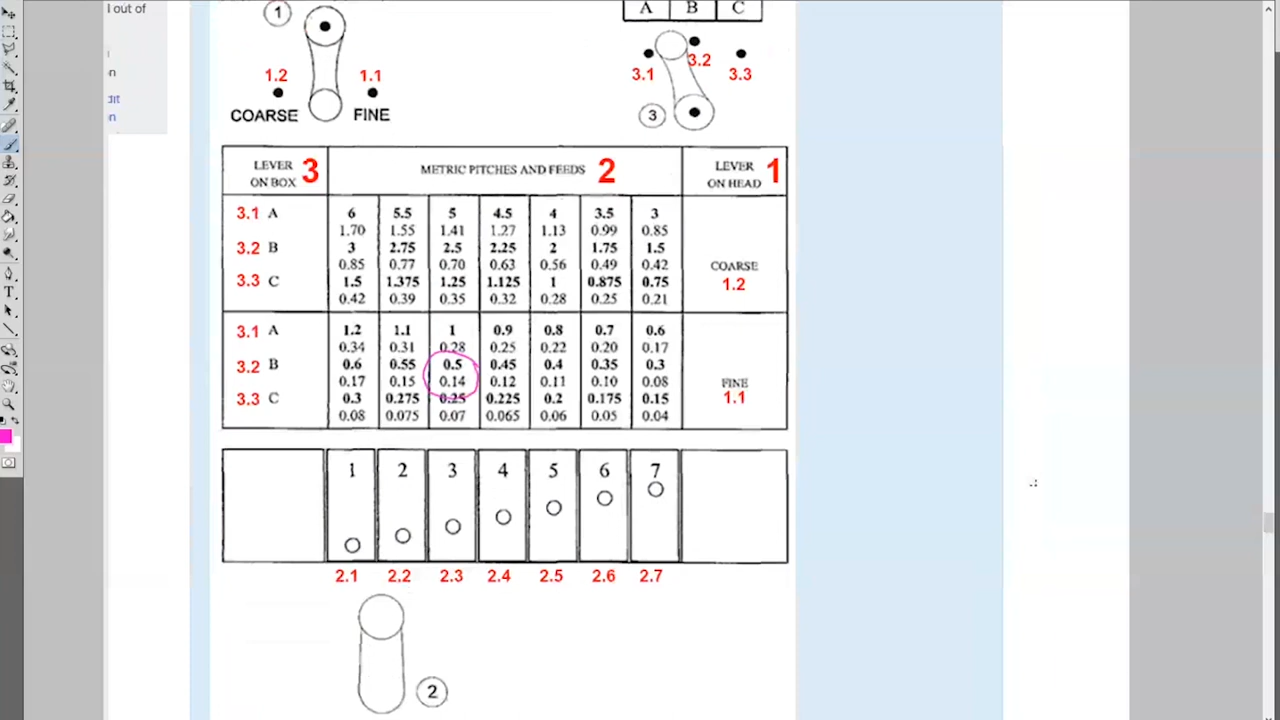 l out of
on
dit
n
1
A B C
1.2 1.1
3.1 3.2 3.3
COARSE FINE
3
LEVER ON BOX 3 METRIC PITCHES AND FEEDS 2 LEVER ON HEAD 1
3.1 A 6 5.5 5 4.5 4 3.5 3
1.70 1.55 1.41 1.27 1.13 0.99 0.85
3.2 B 3 2.75 2.5 2.25 2 1.75 1.5
0.85 0.77 0.70 0.63 0.56 0.49 0.42
COARSE
3.3 C 1.5 1.375 1.25 1.125 1 0.875 0.75
1.2
0.42 0.39 0.35 0.32 0.28 0.25 0.21
3.1 A 1.2 1.1 1 0.9 0.8 0.7 0.6
0.34 0.31 0.28 0.25 0.22 0.20 0.17
3.2 B 0.6 0.55 0.5 0.45 0.4 0.35 0.3
0.17 0.15 0.14 0.12 0.11 0.10 0.08
FINE
3.3 C 0.3 0.275 0.25 0.225 0.2 0.175 0.15
1.1
0.08 0.075 0.07 0.065 0.06 0.05 0.04
1 2 3 4 5 6 7
2.1 2.2 2.3 2.4 2.5 2.6 2.7
2